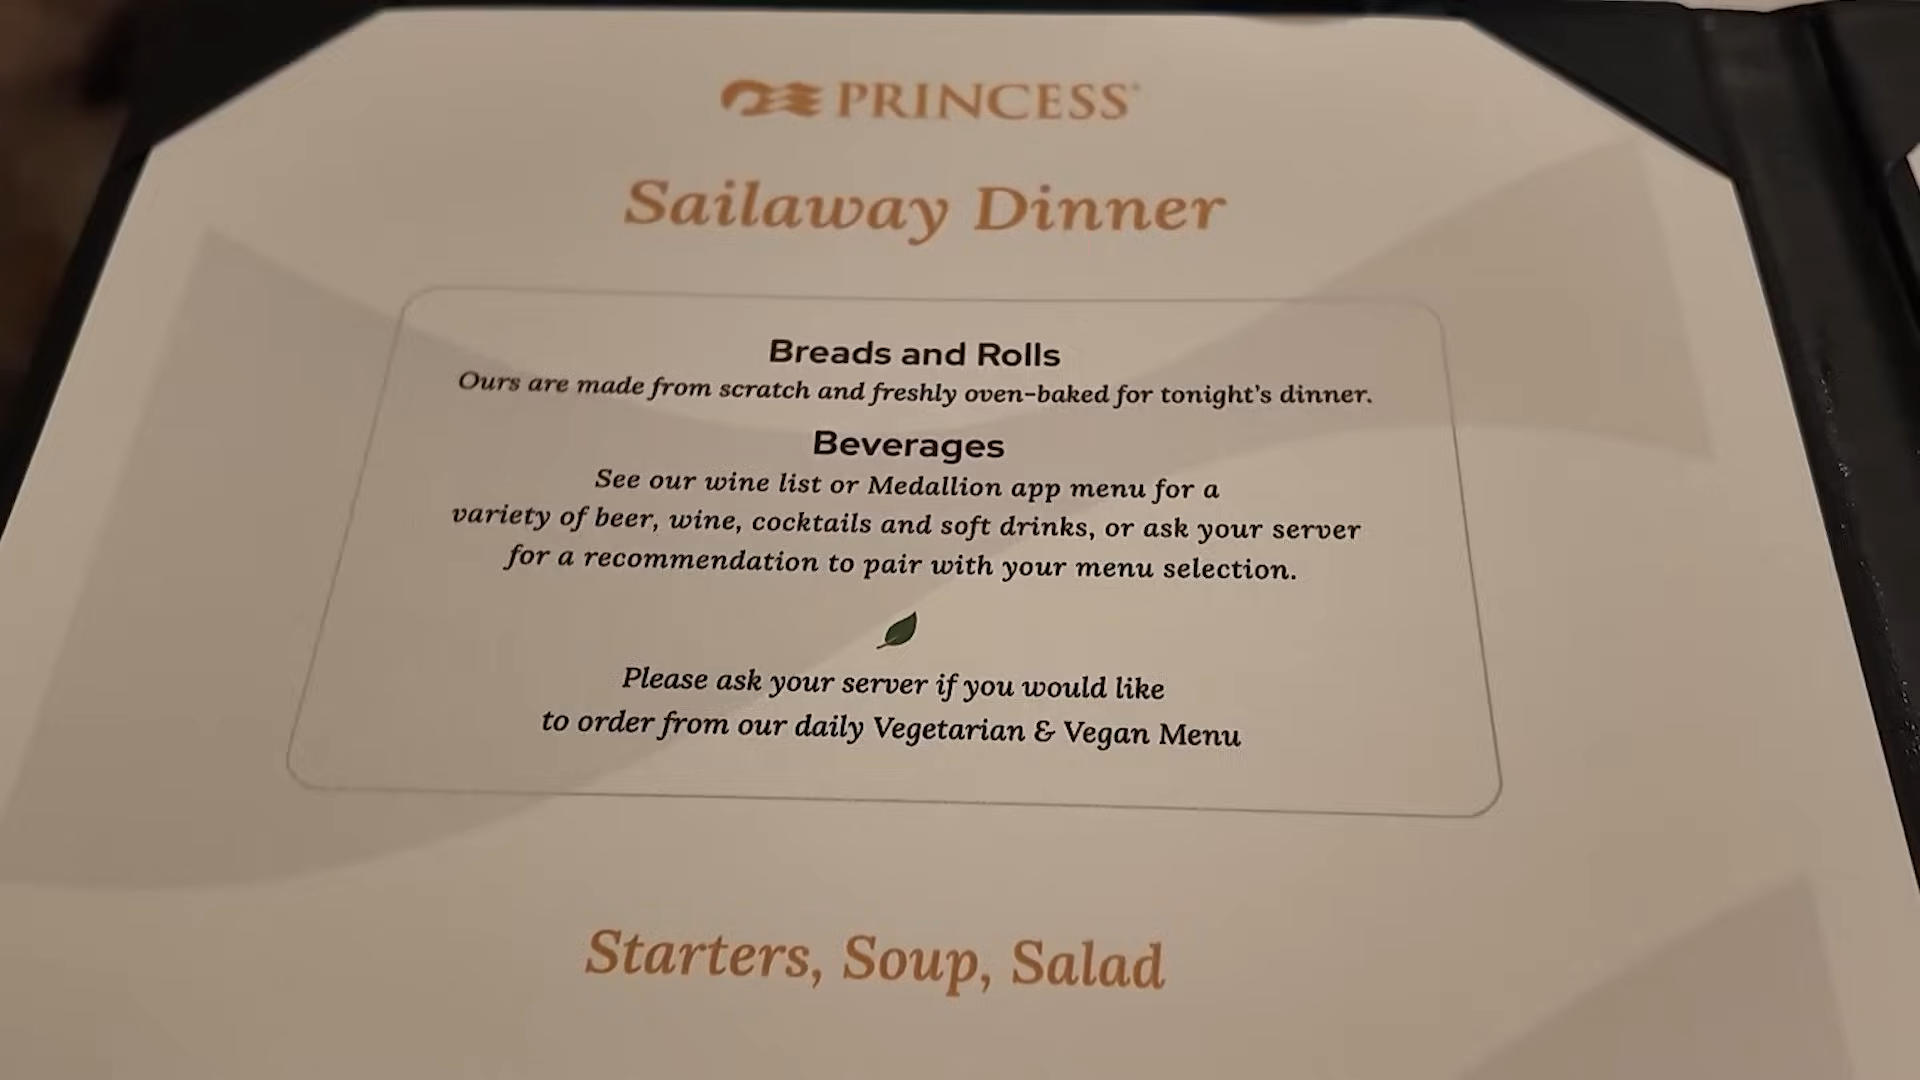 PRINCESS
Sailaway Dinner
Breads and Rolls
Ours are made from scratch and freshly oven-baked for tonight's dinner.
Beverages
See our wine list or Medallion app menu for a
variety of beer, wine, cocktails and soft drinks, or ask your server
for a recommendation to pair with your menu selection.
Please ask your server if you would like
to order from our daily Vegetarian & Vegan Menu
Starters, Soup, Salad